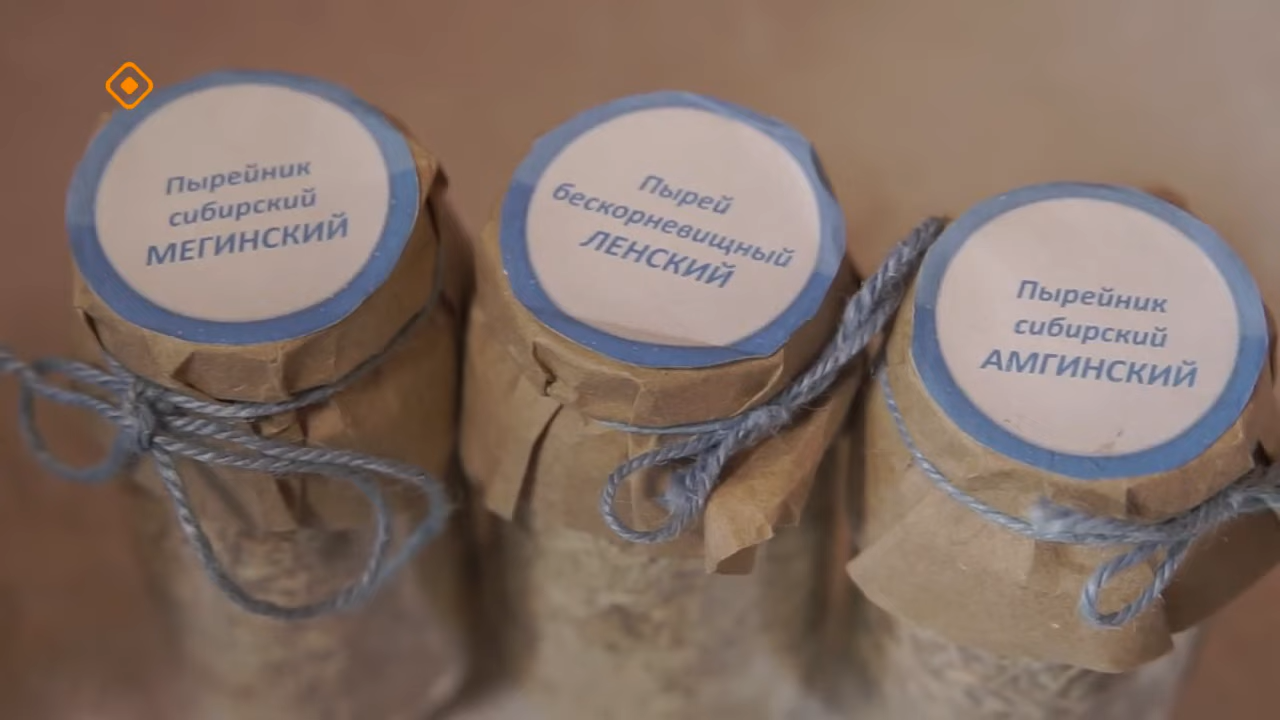 Пырейник
сибирский
МЕГИНСКИЙ
Пырей
бескорневищный
ЛЕНСКИЙ
Пырейник
сибирский
АМГИНСКИЙ